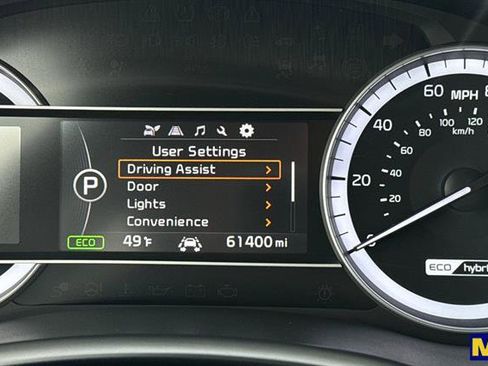 User Settings
Driving Assist >
Door >
Lights >
Convenience >
P
ECO 49°F 61400 mi
60 MPH
40
20
0
20
40
60
80
100
120
km/h
ECO